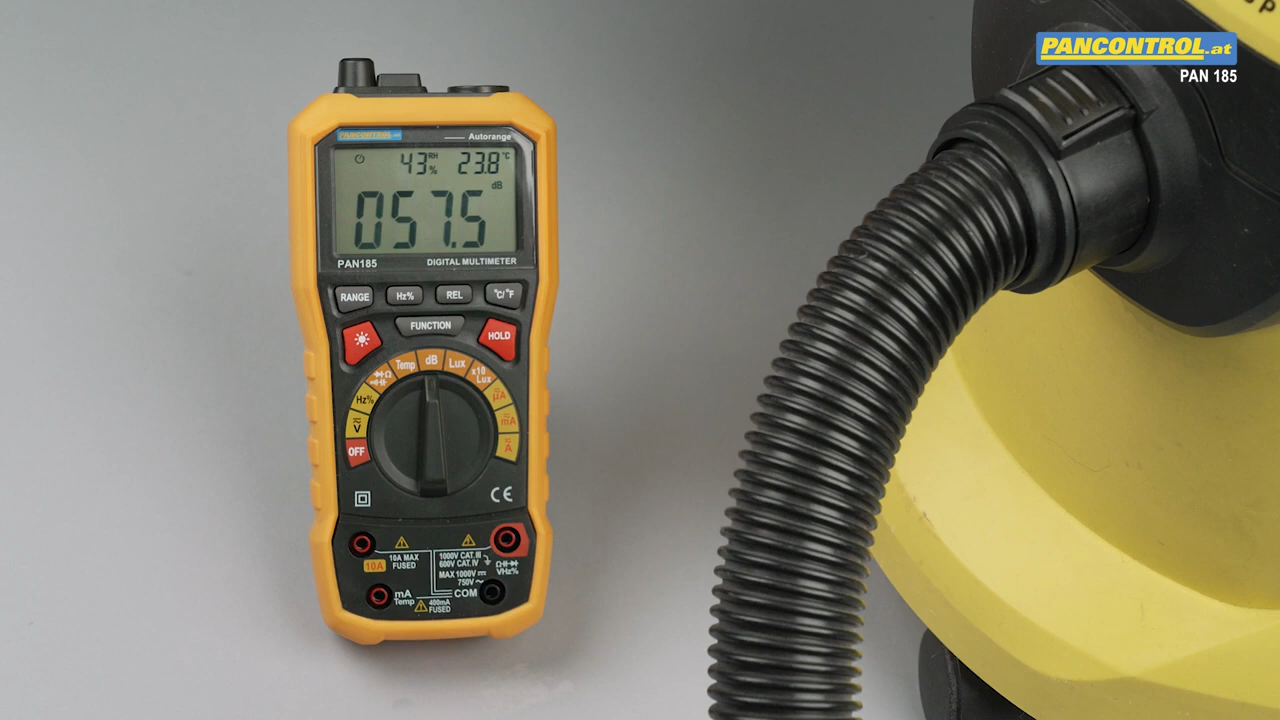 PANCONTROL.at
PAN 185
PANCONTROL.at
Autorange
43 RH % 23.8 °C
dB
057.5
PAN185 DIGITAL MULTIMETER
RANGE Hz% REL °C/°F
FUNCTION
HOLD
Temp dB Lux x10 Lux
Hz% µA
V mA
OFF A
CE
10A MAX FUSED
10A
1000V CAT. III
600V CAT. IV
MAX 1000V
750V
Ω VHz%
mA Temp
400mA FUSED
COM